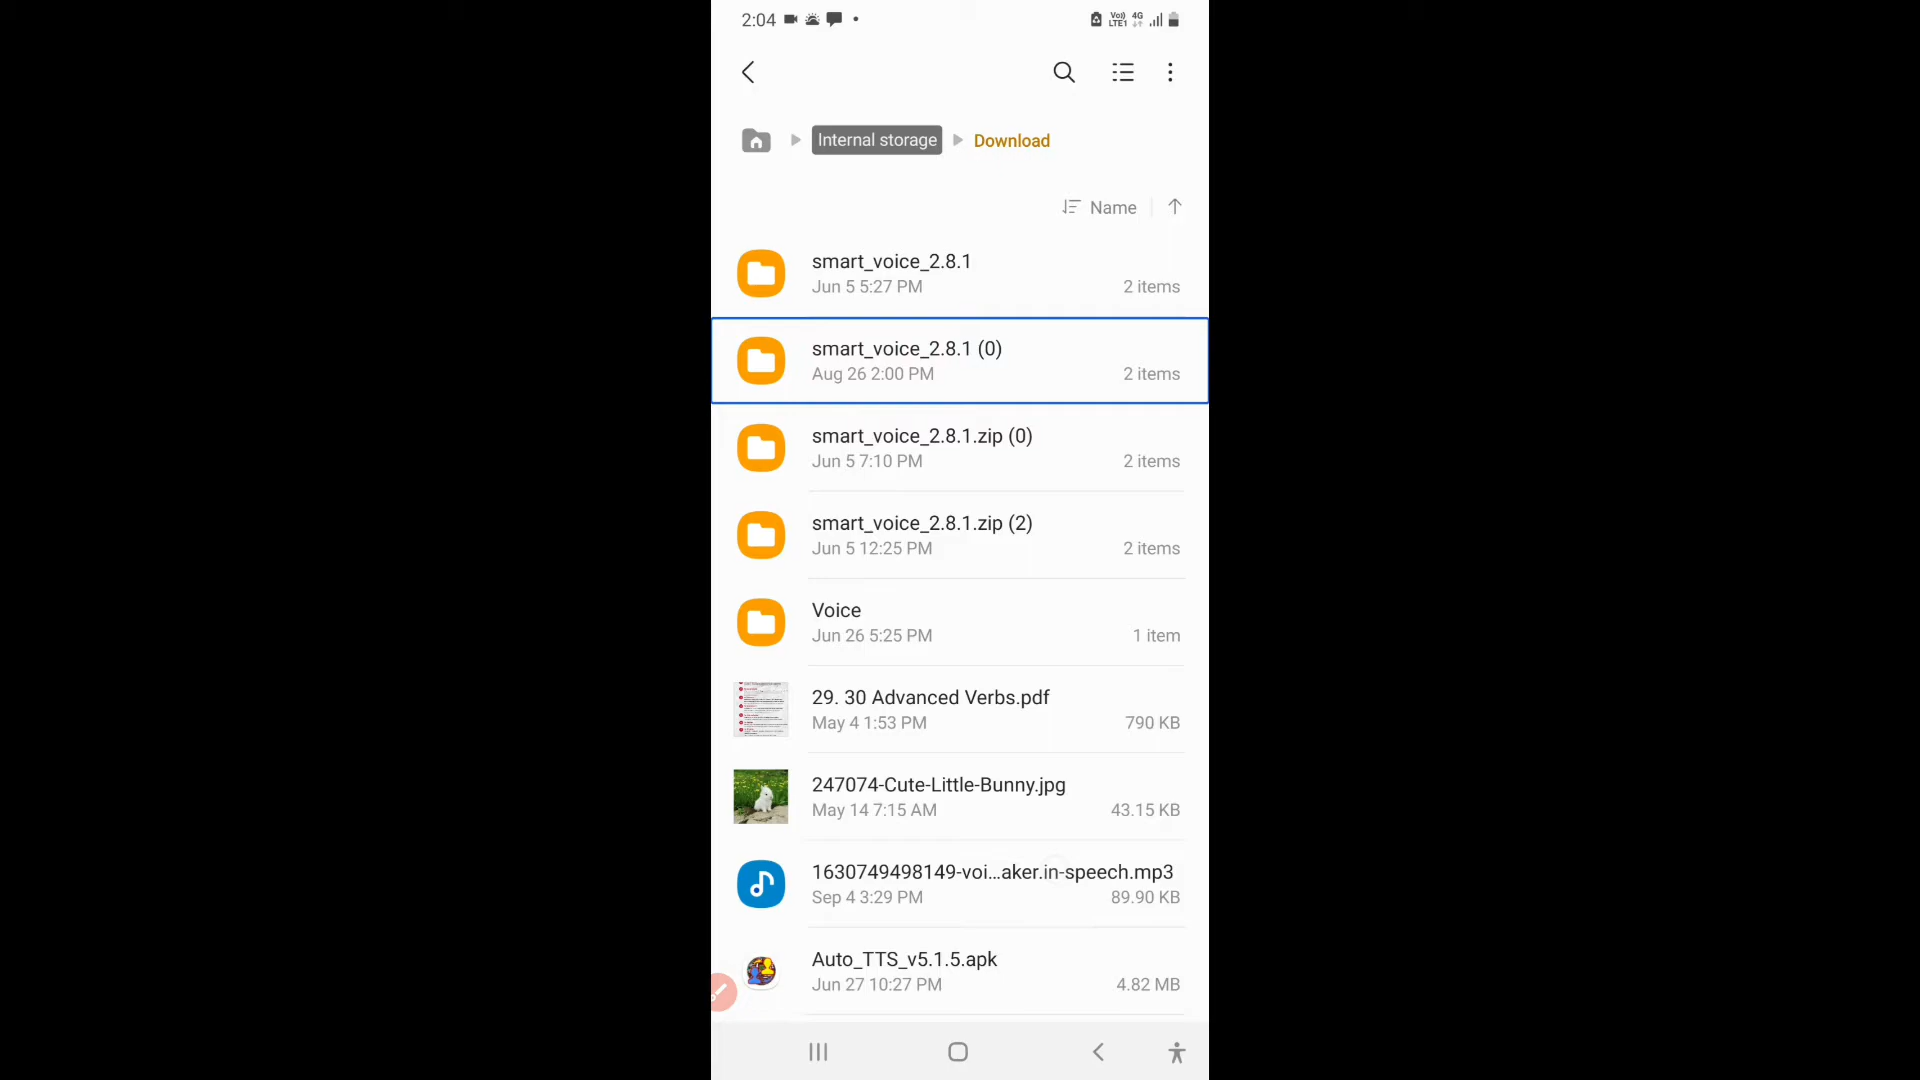 2:04
Vo))
LTE1
4G
Internal storage
Download
Name
smart_voice_2.8.1
Jun 5 5:27 PM
2 items
smart_voice_2.8.1 (0)
Aug 26 2:00 PM
2 items
smart_voice_2.8.1.zip (0)
Jun 5 7:10 PM
2 items
smart_voice_2.8.1.zip (2)
Jun 5 12:25 PM
2 items
Voice
Jun 26 5:25 PM
1 item
29. 30 Advanced Verbs.pdf
May 4 1:53 PM
790 KB
247074-Cute-Little-Bunny.jpg
May 14 7:15 AM
43.15 KB
1630749498149-voi...aker.in-speech.mp3
Sep 4 3:29 PM
89.90 KB
Auto_TTS_v5.1.5.apk
Jun 27 10:27 PM
4.82 MB